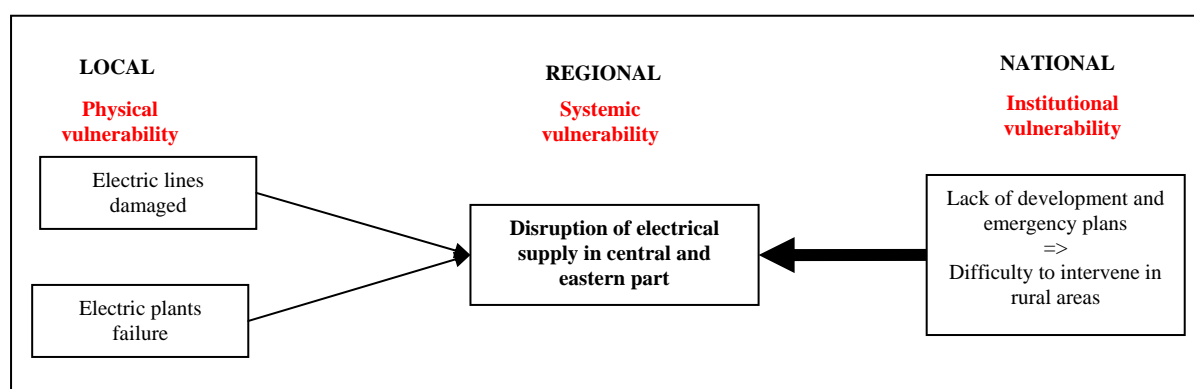 LOCAL
Physical
vulnerability
Electric lines
damaged
Electric plants
failure
REGIONAL
Systemic
vulnerability
Disruption of electrical
supply in central and
eastern part
NATIONAL
Institutional
vulnerability
Lack of development and
emergency plans
=>
Difficulty to intervene in
rural areas